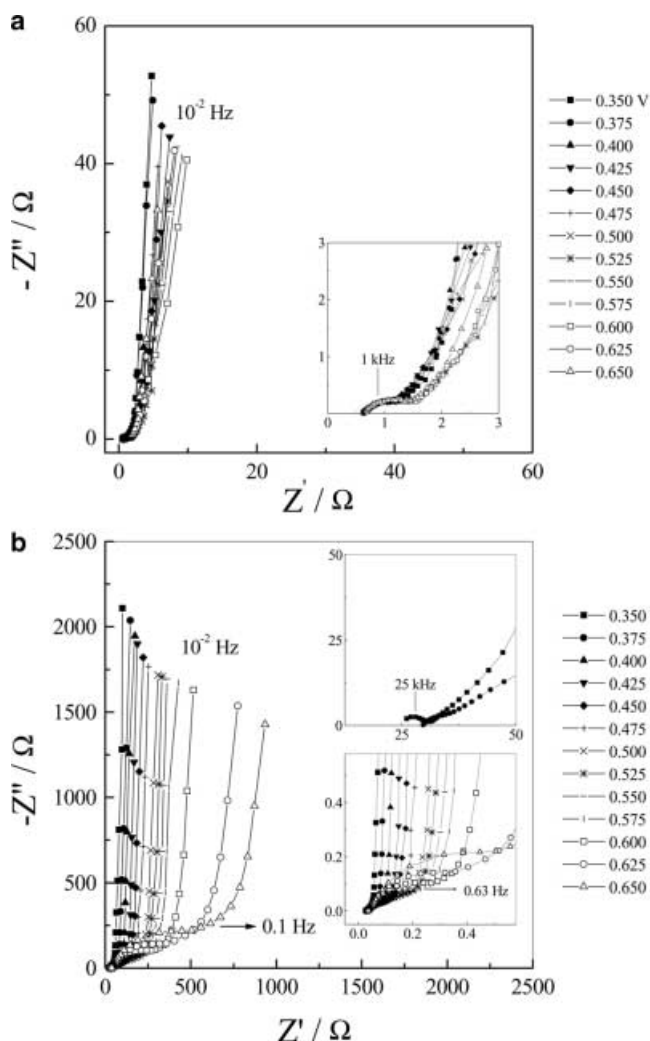 a
60
40
20
0
0 20 40 60
- Z'' / Ω
Z' / Ω
10-2 Hz
3
2
1
0 1 2 3
1 kHz
0.350 V
0.375
0.400
0.425
0.450
0.475
0.500
0.525
0.550
0.575
0.600
0.625
0.650
b
2500
2000
1500
1000
500
0
0 500 1000 1500 2000 2500
-Z'' / Ω
Z' / Ω
10-2 Hz
0.1 Hz
50
25
0
25 50
25 kHz
0.4
0.2
0.0
0.0 0.2 0.4
0.63 Hz
0.350
0.375
0.400
0.425
0.450
0.475
0.500
0.525
0.550
0.575
0.600
0.625
0.650